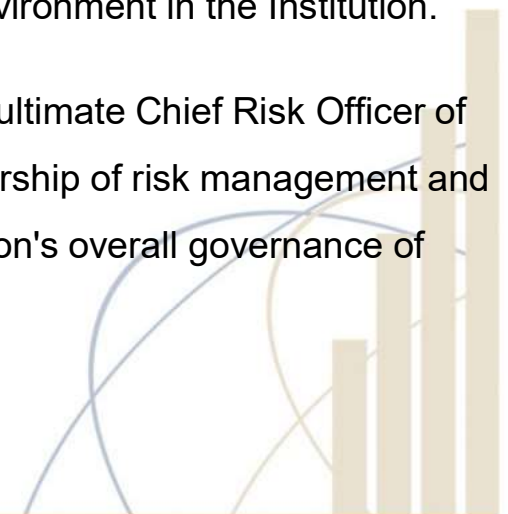 vironment in the Institution.
ultimate Chief Risk Officer of
rship of risk management and
on's overall governance of